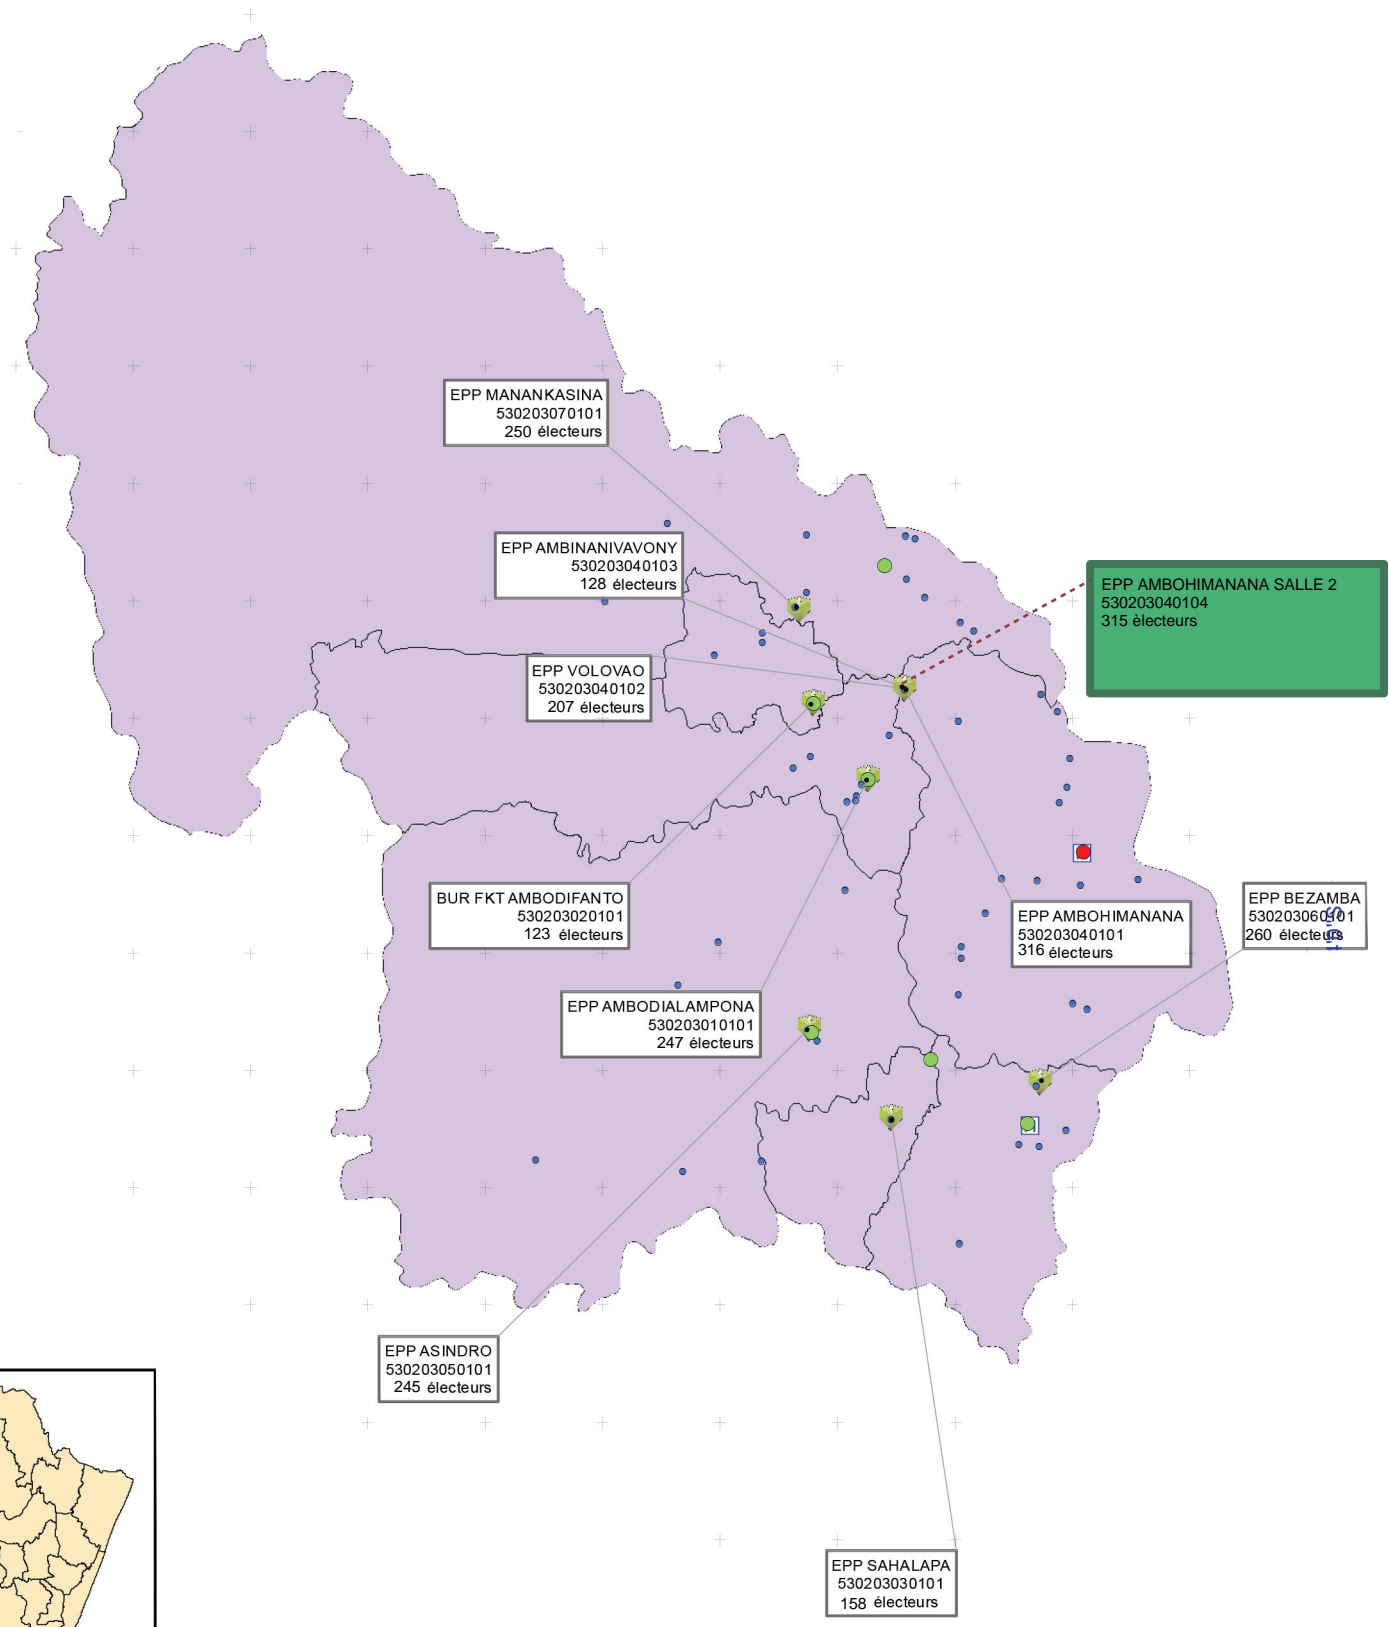 EPP MANANKASINA
530203070101
250 électeurs
EPP AMBINANIVAVONY
530203040103
128 électeurs
EPP AMBOHIMANANA SALLE 2
530203040104
315 èlecteurs
EPP VOLOVAO
530203040102
207 électeurs
BUR FKT AMBODIFANTO
530203020101
123 électeurs
EPP AMBOHIMANANA
530203040101
316 électeurs
EPP BEZAMBA
530203060101
260 électeurs
EPP AMBODIALAMPONA
530203010101
247 électeurs
EPP ASINDRO
530203050101
245 électeurs
EPP SAHALAPA
530203030101
158 électeurs